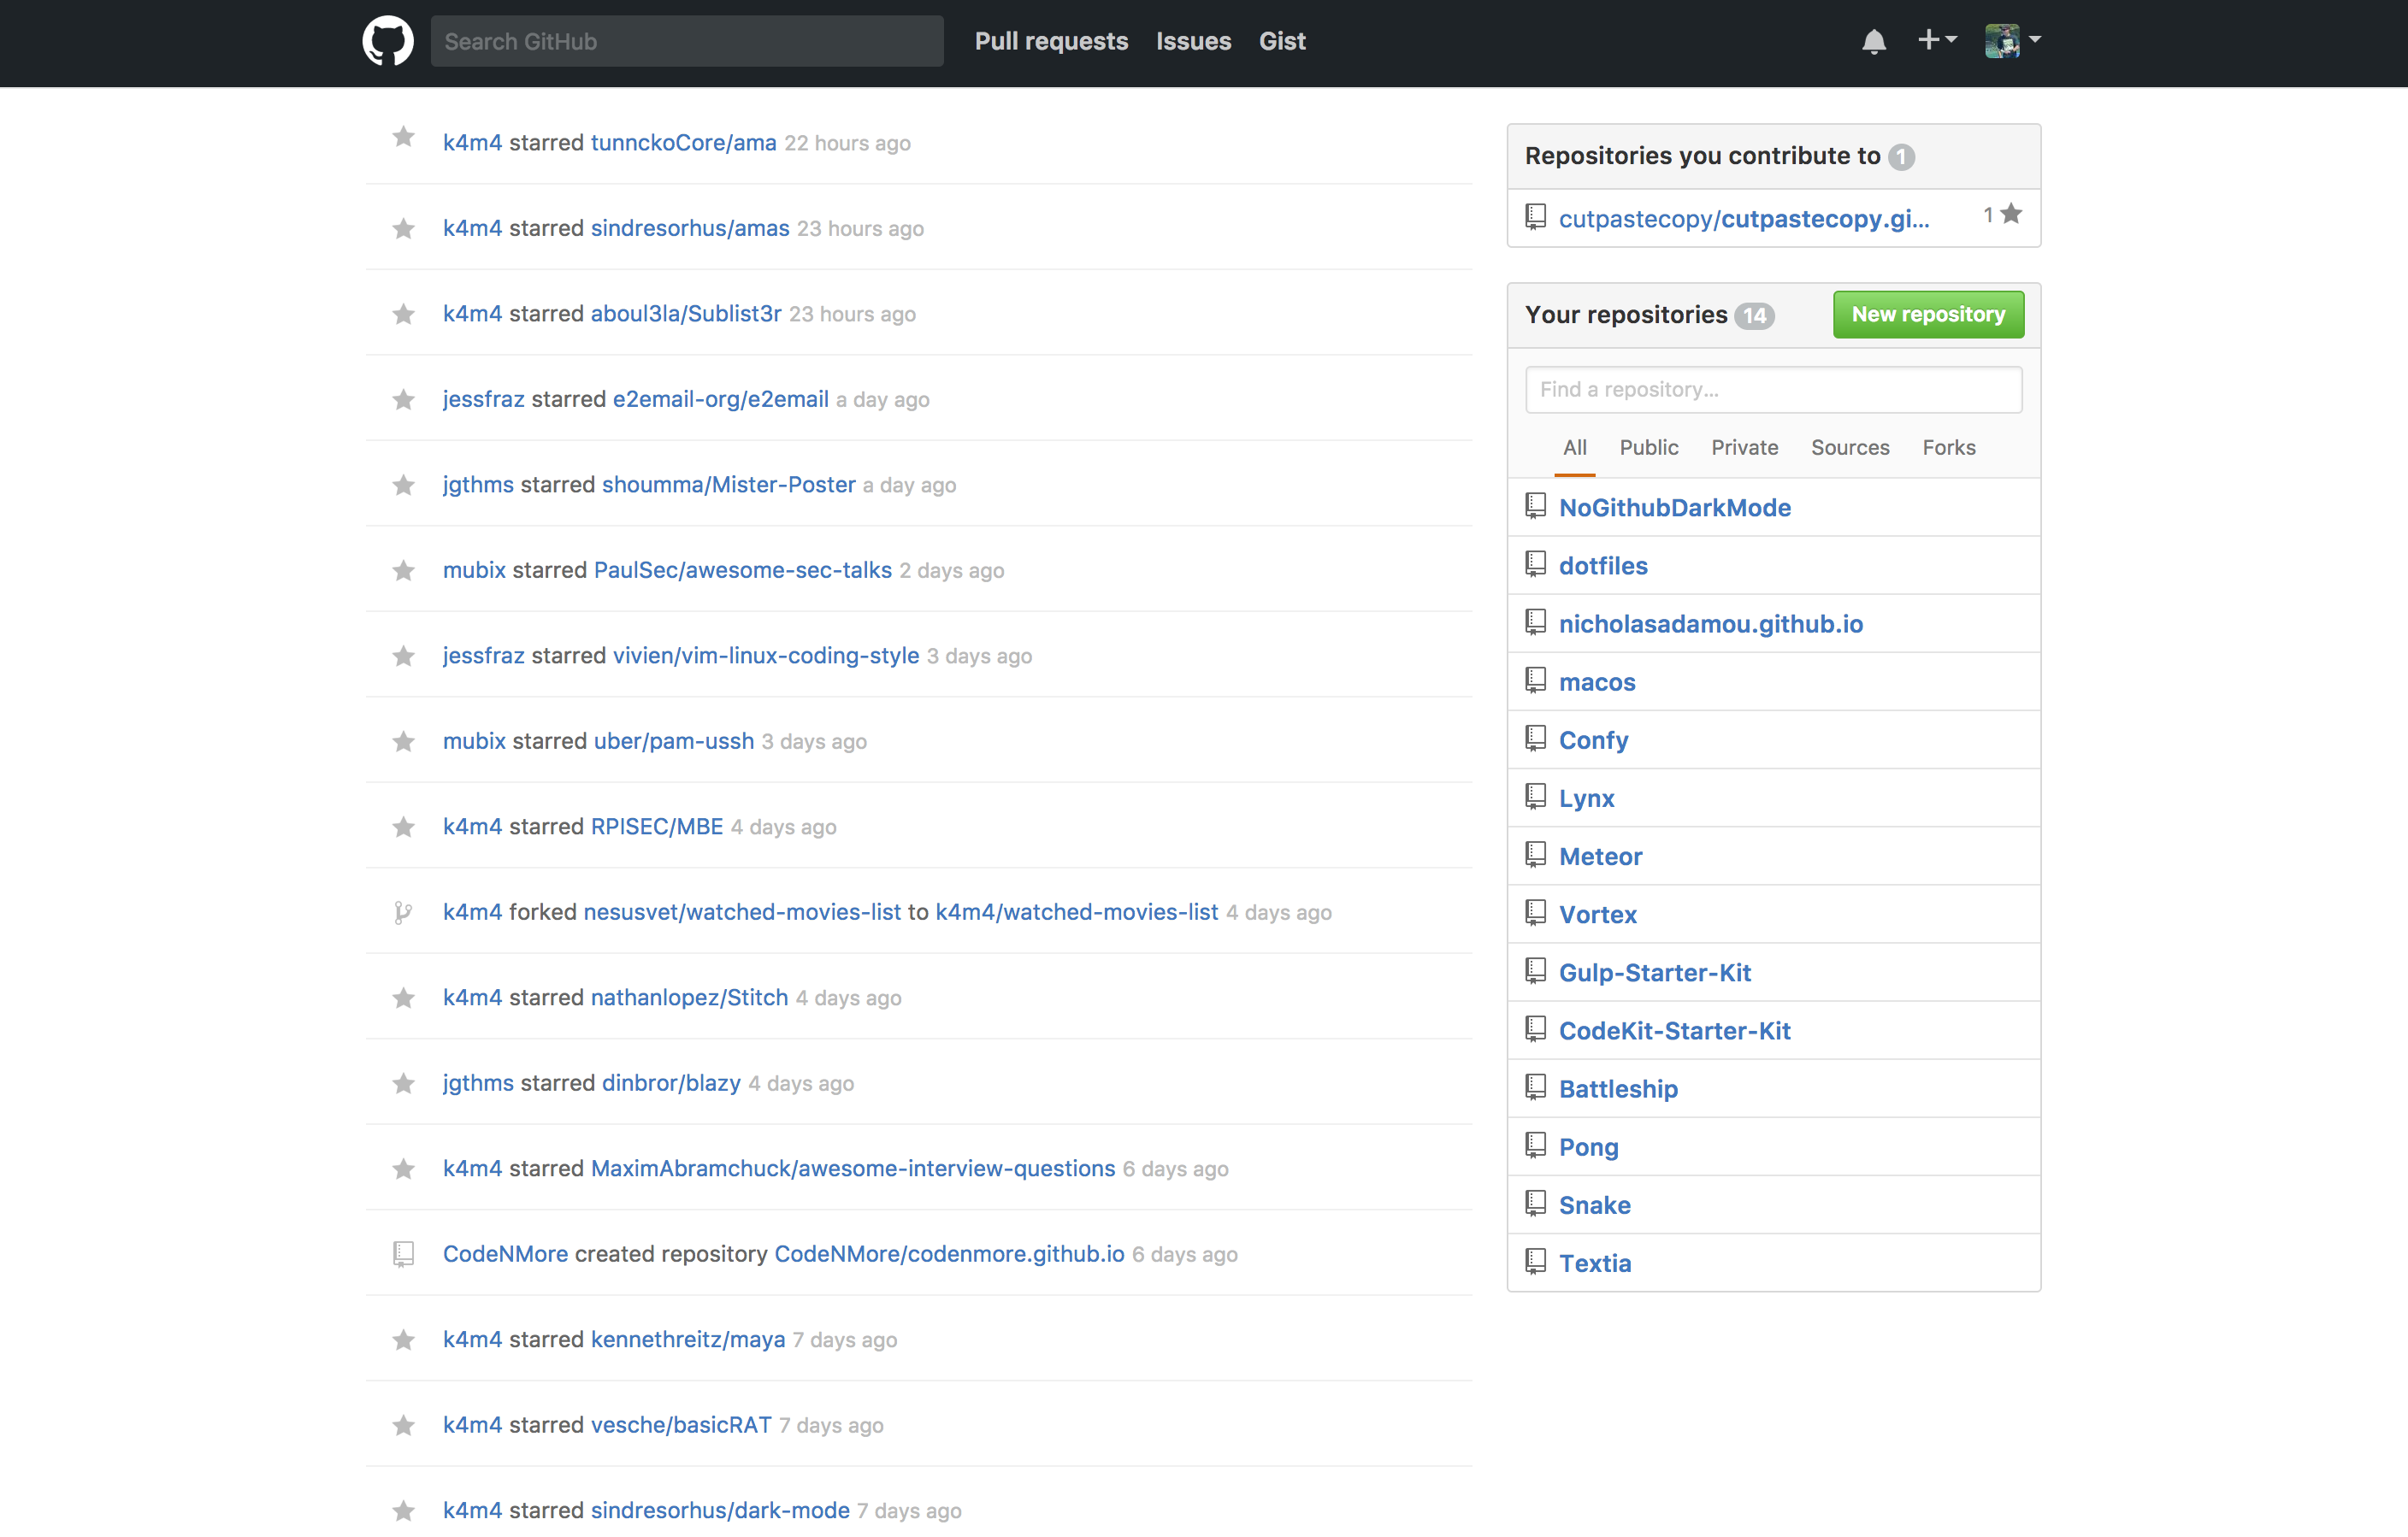 Search GitHub
Pull requests Issues Gist
k4m4 starred tunnckoCore/ama 22 hours ago
k4m4 starred sindresorhus/amas 23 hours ago
k4m4 starred aboul3la/Sublist3r 23 hours ago
jessfraz starred e2email-org/e2email a day ago
jgthms starred shoumma/Mister-Poster a day ago
mubix starred PaulSec/awesome-sec-talks 2 days ago
jessfraz starred vivien/vim-linux-coding-style 3 days ago
mubix starred uber/pam-ussh 3 days ago
k4m4 starred RPISEC/MBE 4 days ago
k4m4 forked nesusvet/watched-movies-list to k4m4/watched-movies-list 4 days ago
k4m4 starred nathanlopez/Stitch 4 days ago
jgthms starred dinbror/blazy 4 days ago
k4m4 starred MaximAbramchuck/awesome-interview-questions 6 days ago
CodeNMore created repository CodeNMore/codenmore.github.io 6 days ago
k4m4 starred kennethreitz/maya 7 days ago
k4m4 starred vesche/basicRAT 7 days ago
k4m4 starred sindresorhus/dark-mode 7 days ago
Repositories you contribute to 1
cutpastecopy/cutpastecopy.gi... 1
Your repositories 14 New repository
Find a repository...
All Public Private Sources Forks
NoGithubDarkMode
dotfiles
nicholasadamou.github.io
macos
Confy
Lynx
Meteor
Vortex
Gulp-Starter-Kit
CodeKit-Starter-Kit
Battleship
Pong
Snake
Textia